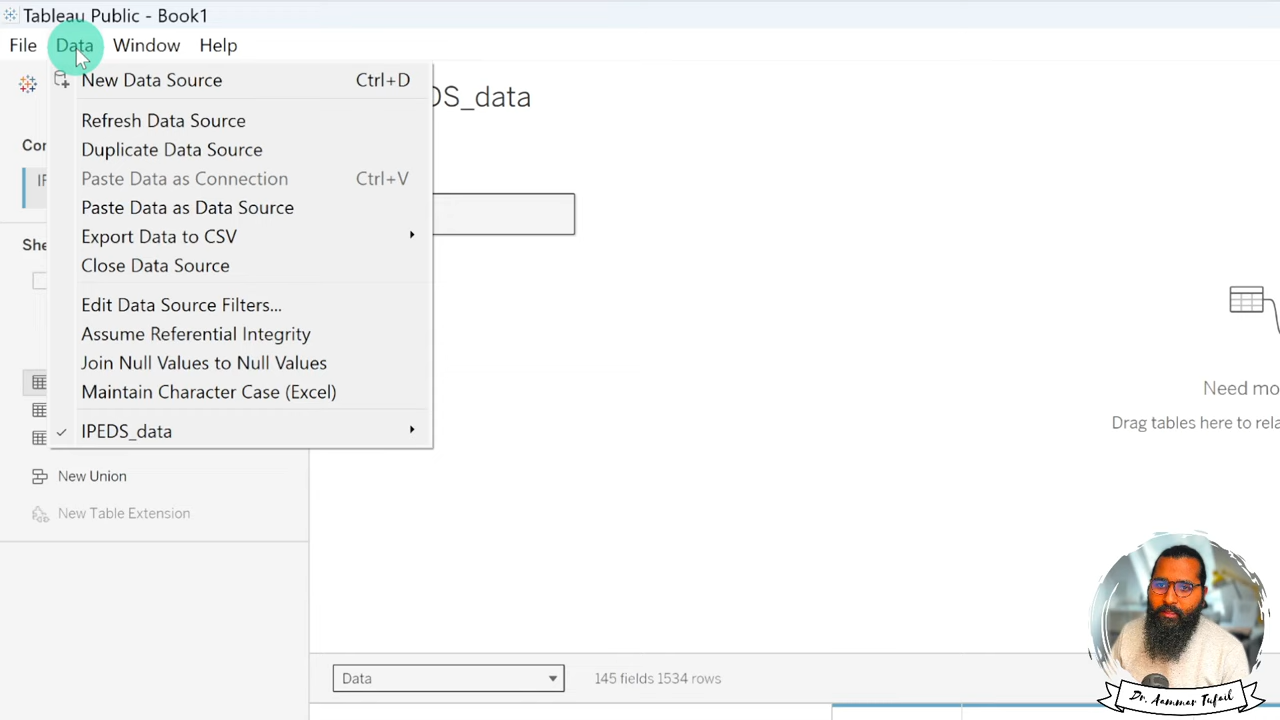 Tableau Public - Book1
File Data Window Help
New Data Source Ctrl+D
DS_data
Refresh Data Source
Con
Duplicate Data Source
Paste Data as Connection Ctrl+V
Paste Data as Data Source
Export Data to CSV
She
Close Data Source
Edit Data Source Filters...
Assume Referential Integrity
Join Null Values to Null Values
Maintain Character Case (Excel)
IPEDS_data
Need mo
Drag tables here to rela
New Union
New Table Extension
Data 145 fields 1534 rows
Dr. Aammar Tufail